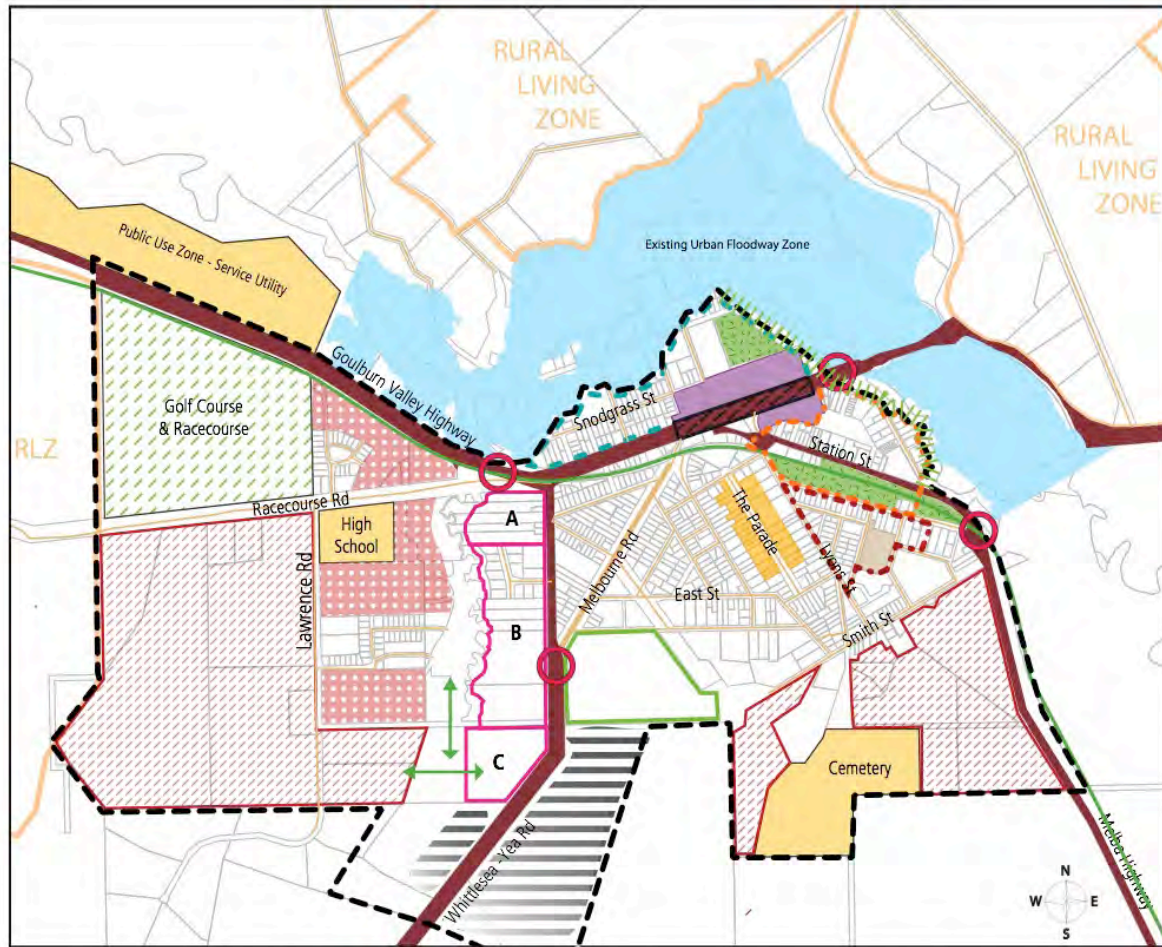 RURAL
LIVING
ZONE
RURAL
LIVING
ZONE
Public Use Zone - Service Utility
Existing Urban Floodway Zone
Goulburn Valley Highway
Golf Course
& Racecourse
Snodgrass St
RLZ
Station St
Racecourse Rd
A
The Parade
High
School
Melbourne Rd
Lyons St
Lawrence Rd
East St
B
Smith St
C
Cemetery
Whittlesea -Yea Rd
Melba Highway
N
W
E
S